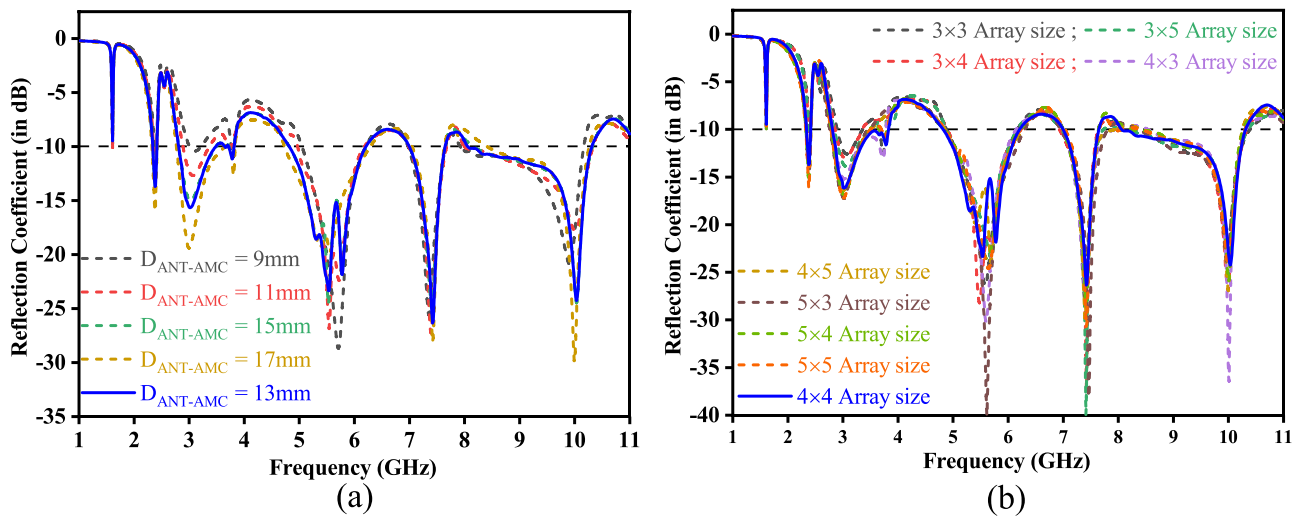 (a)
Reflection Coefficient (in dB)
0
-5
-10
-15
-20
-25
-30
-35
D_ANT-AMC = 9mm
D_ANT-AMC = 11mm
D_ANT-AMC = 15mm
D_ANT-AMC = 17mm
D_ANT-AMC = 13mm
1 2 3 4 5 6 7 8 9 10 11
Frequency (GHz)
(b)
Reflection Coefficient (in dB)
0
-5
-10
-15
-20
-25
-30
-35
-40
3×3 Array size ; 3×5 Array size
3×4 Array size ; 4×3 Array size
4×5 Array size
5×3 Array size
5×4 Array size
5×5 Array size
4×4 Array size
1 2 3 4 5 6 7 8 9 10 11
Frequency (GHz)